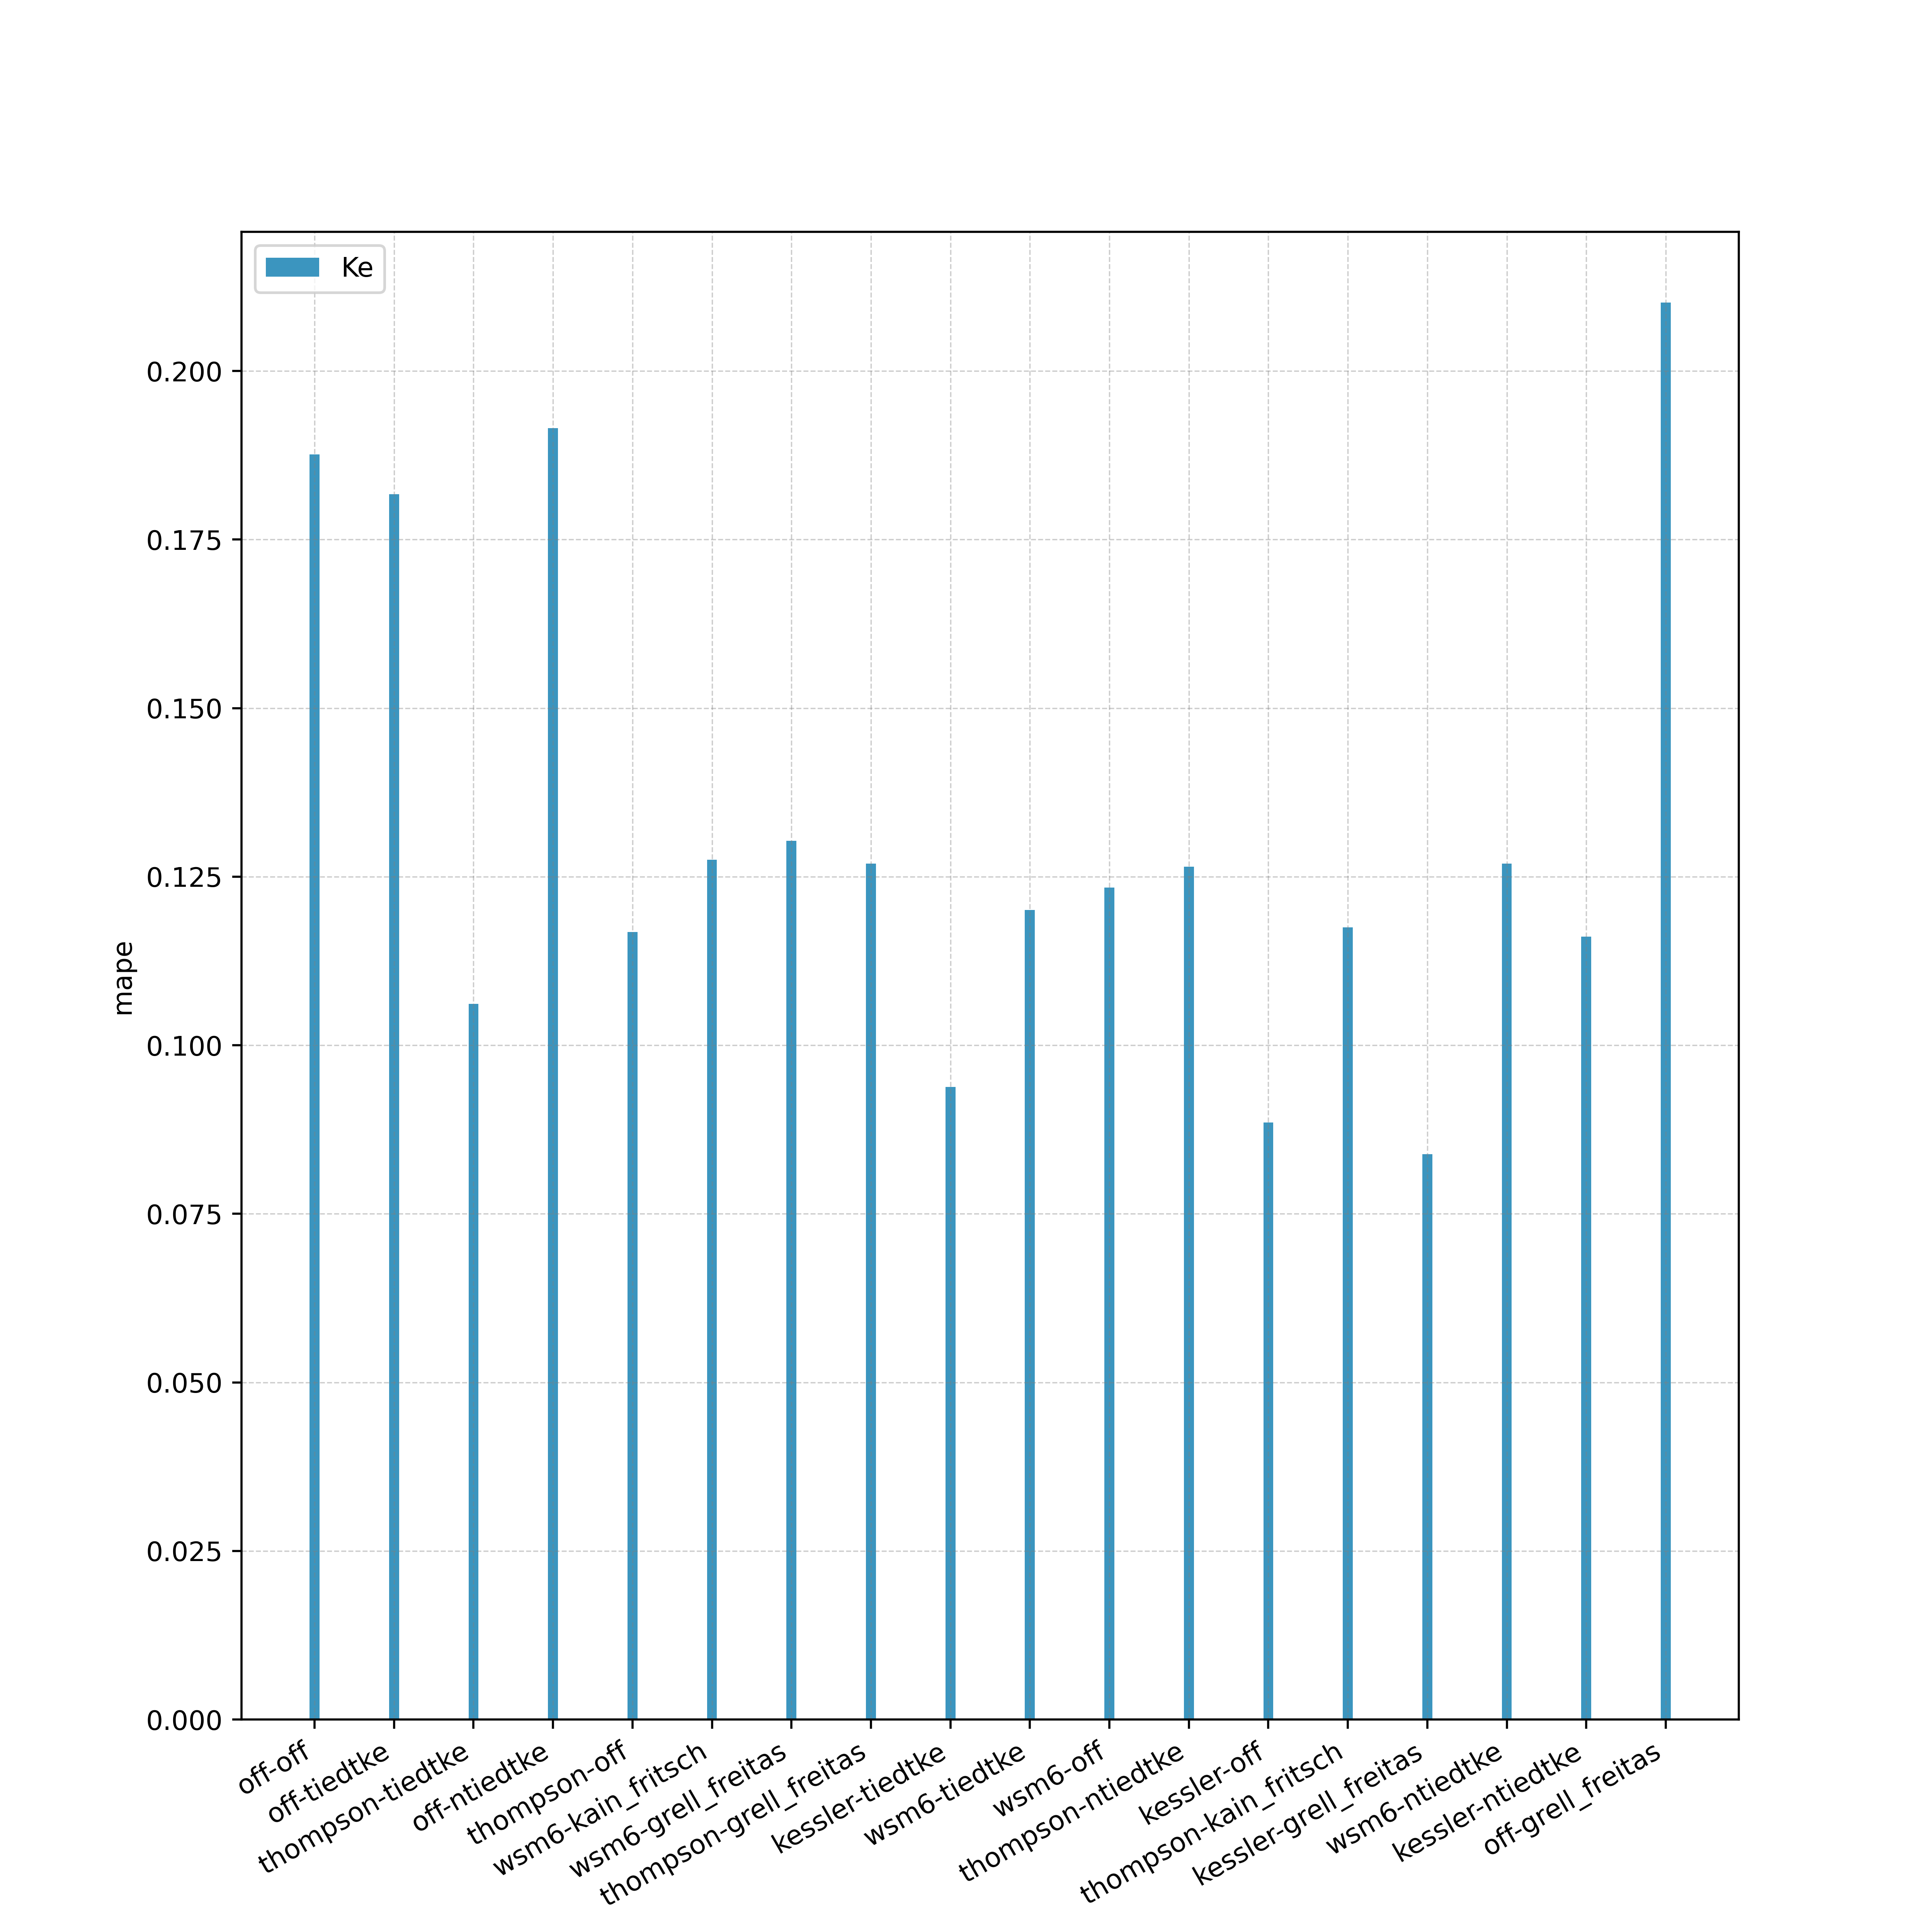 Ke
0.200
0.175
0.150
0.125
0.100
0.075
0.050
0.025
0.000
mape
off-off
off-tiedtke
thompson-tiedtke
off-ntiedtke
thompson-off
wsm6-kain_fritsch
wsm6-grell_freitas
thompson-grell_freitas
kessler-tiedtke
wsm6-tiedtke
wsm6-off
thompson-ntiedtke
kessler-off
thompson-kain_fritsch
kessler-grell_freitas
wsm6-ntiedtke
kessler-ntiedtke
off-grell_freitas